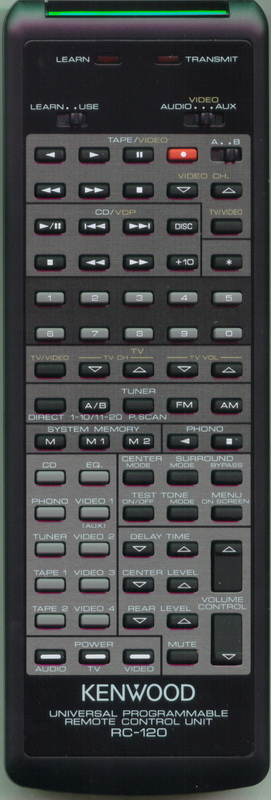 LEARN TRANSMIT
VIDEO
LEARN..USE AUDIO...AUX
TAPE/VIDEO A..B
VIDEO CH.
CD/VDP
DISC TV/VIDEO
+10 *
1 2 3 4 5
6 7 8 9 0
TV
TV/VIDEO TV CH TV VOL
TUNER
A/B FM AM
DIRECT 1-10/11-20 P.SCAN
SYSTEM MEMORY PHONO
M M 1 M 2
CD EQ. CENTER MODE SURROUND MODE BYPASS
PHONO VIDEO 1 TEST ON/OFF TONE MODE MENU ON SCREEN
(AUX)
TUNER VIDEO 2 DELAY TIME
TAPE 1 VIDEO 3 CENTER LEVEL
VOLUME CONTROL
TAPE 2 VIDEO 4 REAR LEVEL
POWER MUTE
AUDIO TV VIDEO
KENWOOD
UNIVERSAL PROGRAMMABLE
REMOTE CONTROL UNIT
RC-120